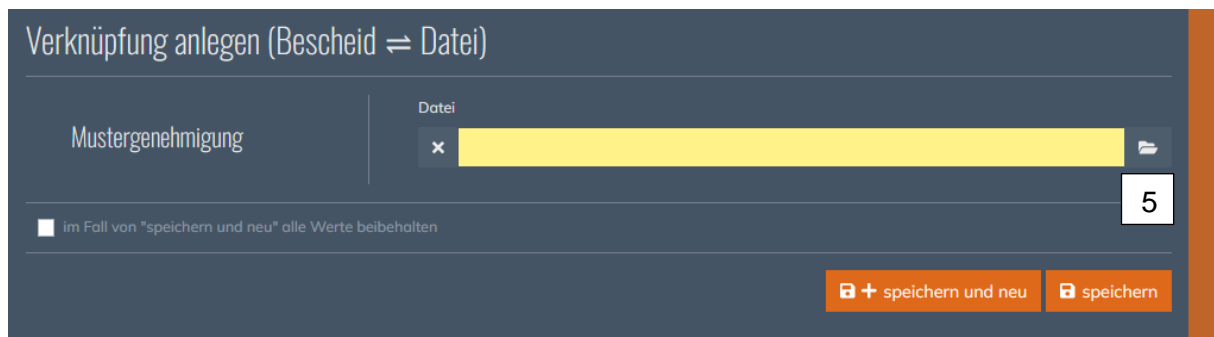 Verknüpfung anlegen (Bescheid ⇌ Datei)
Datei
Mustergenehmigung
5
im Fall von "speichern und neu" alle Werte beibehalten
speichern und neu
speichern